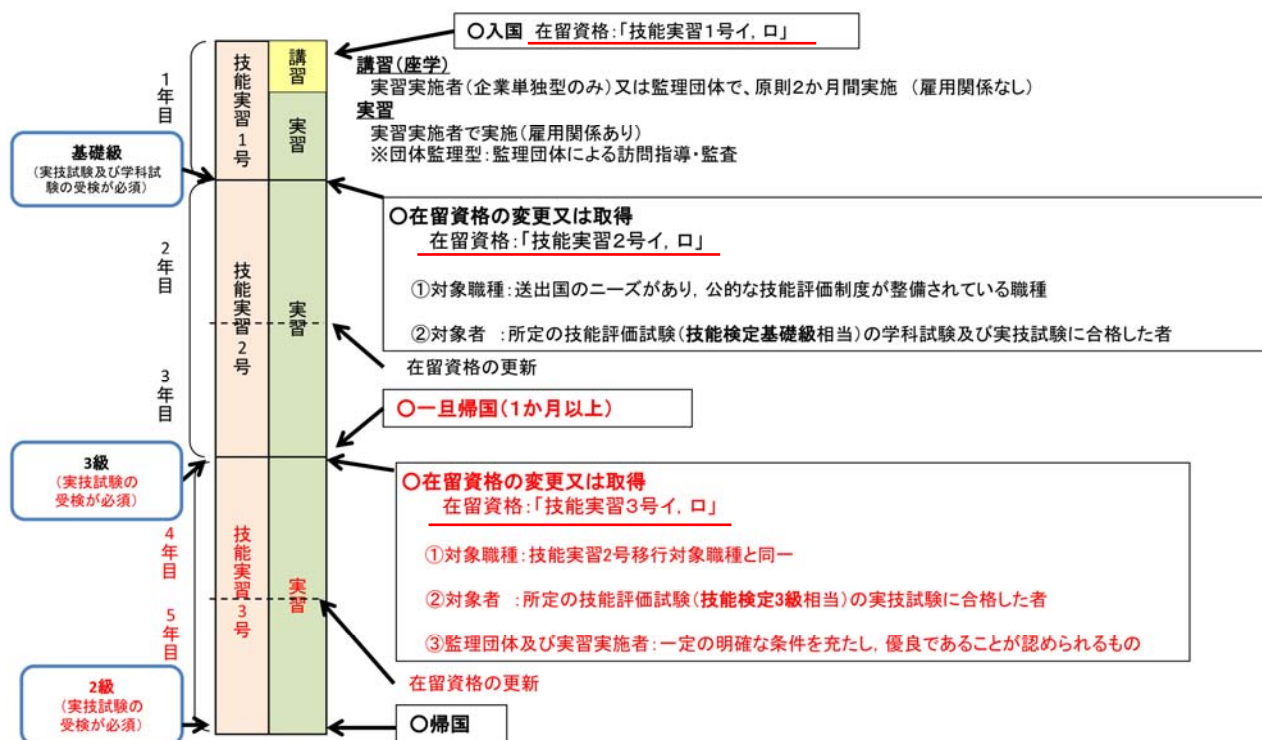 〇入国 在留資格:「技能実習1号イ, ロ」
講習(座学)
実習実施者(企業単独型のみ)又は監理団体で、原則2か月間実施 (雇用関係なし)
実習
実習実施者で実施(雇用関係あり)
※団体監理型:監理団体による訪問指導・監査
1年目
技能実習1号
講習
実習
基礎級
(実技試験及び学科試
験の受検が必須)
〇在留資格の変更又は取得
在留資格:「技能実習2号イ, ロ」
①対象職種:送出国のニーズがあり, 公的な技能評価制度が整備されている職種
②対象者 :所定の技能評価試験(技能検定基礎級相当)の学科試験及び実技試験に合格した者
2年目
技能実習2号
実習
在留資格の更新
3年目
〇一旦帰国(1か月以上)
3級
(実技試験の
受検が必須)
〇在留資格の変更又は取得
在留資格:「技能実習3号イ, ロ」
①対象職種:技能実習2号移行対象職種と同一
②対象者 :所定の技能評価試験(技能検定3級相当)の実技試験に合格した者
③監理団体及び実習実施者:一定の明確な条件を充たし, 優良であることが認められるもの
4年目
技能実習3号
実習
5年目
在留資格の更新
2級
(実技試験の
受検が必須)
〇帰国